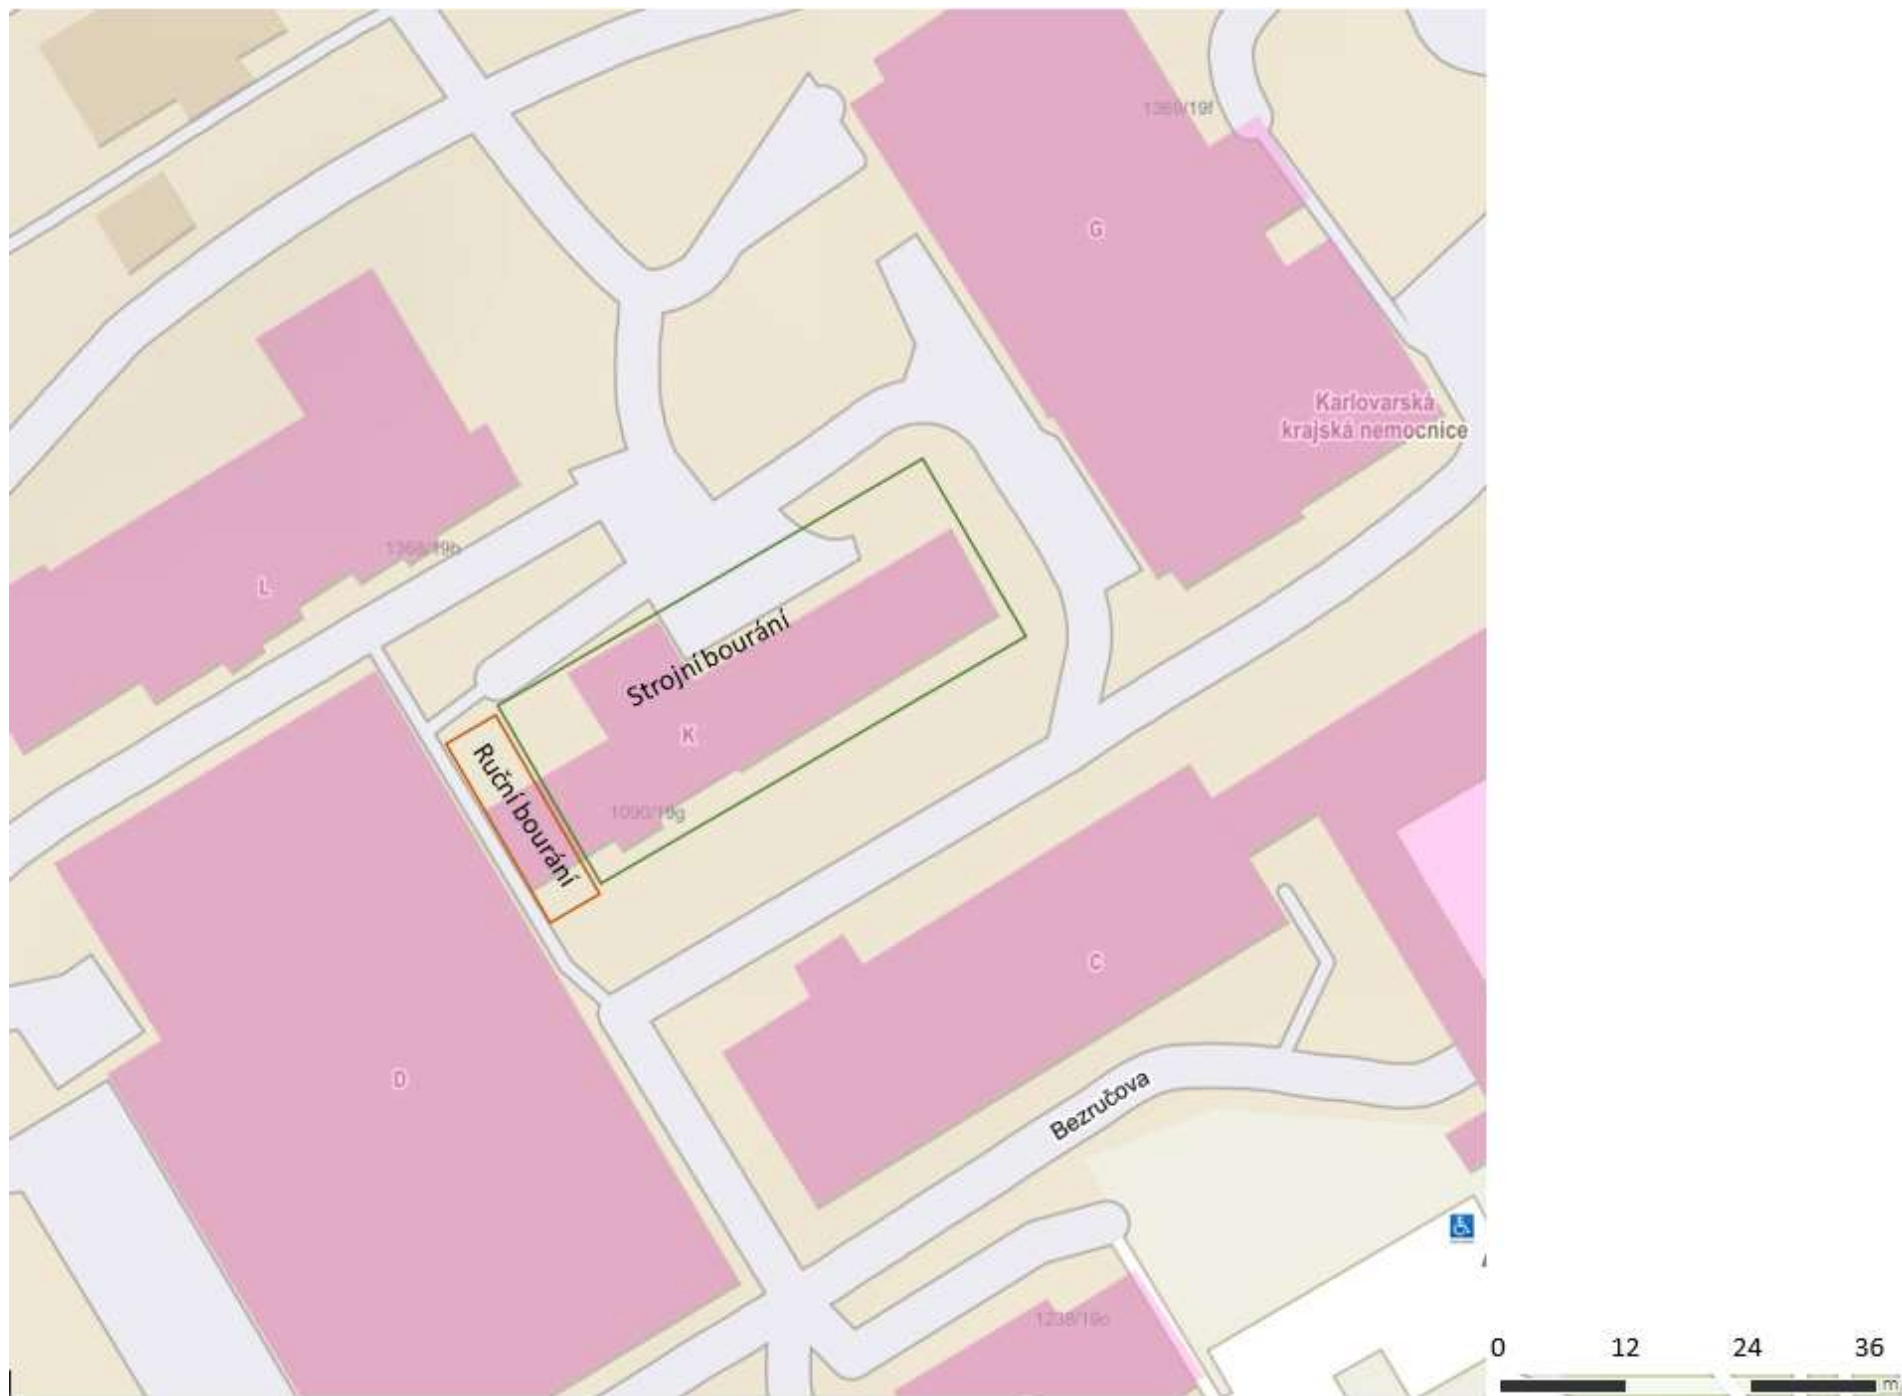 1369/19f
G
Karlovarská
krajská nemocnice
1368/19b
L
Strojní bourání
K
Ruční bourání
1090/19g
C
D
Bezručova
1238/19c
0 12 24 36
m